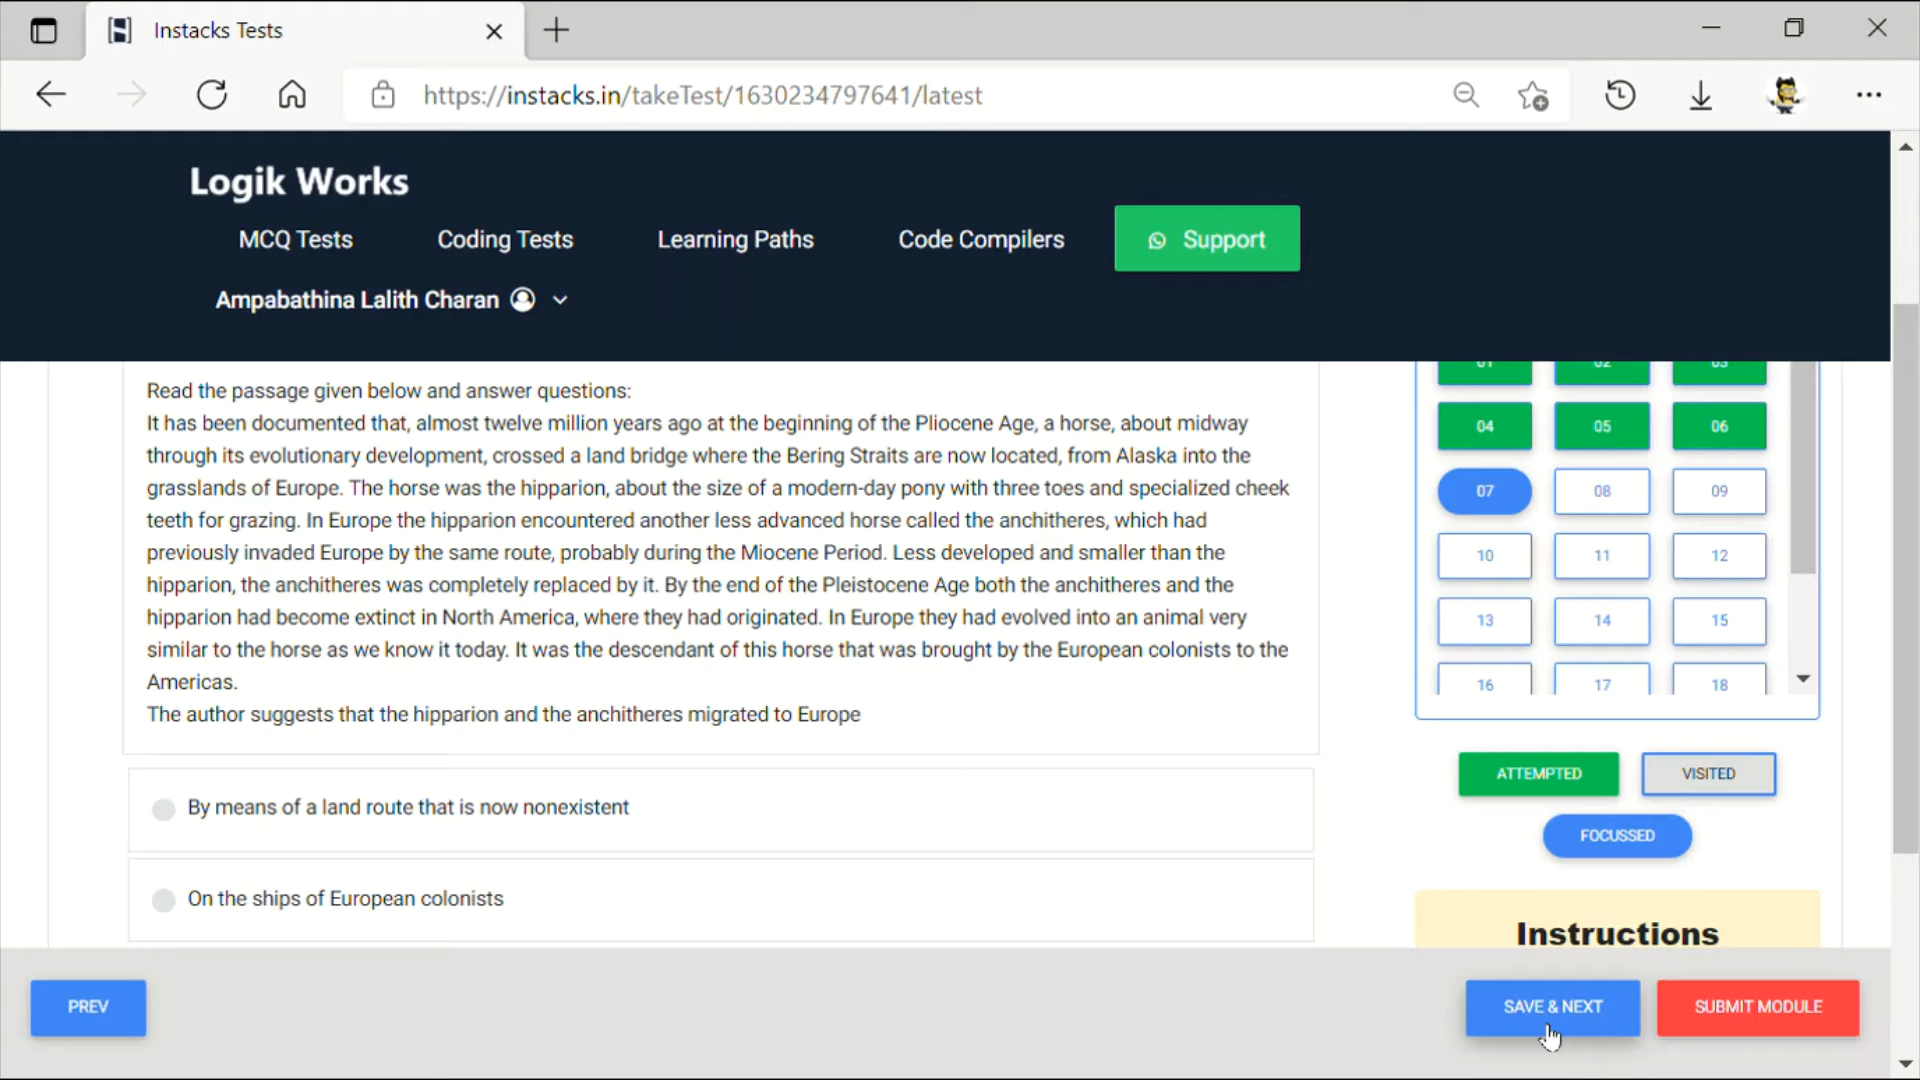 Instacks Tests
https://instacks.in/takeTest/1630234797641/latest
Logik Works
MCQ Tests
Coding Tests
Learning Paths
Code Compilers
Support
Ampabathina Lalith Charan
Read the passage given below and answer questions:
It has been documented that, almost twelve million years ago at the beginning of the Pliocene Age, a horse, about midway
through its evolutionary development, crossed a land bridge where the Bering Straits are now located, from Alaska into the
grasslands of Europe. The horse was the hipparion, about the size of a modern-day pony with three toes and specialized cheek
teeth for grazing. In Europe the hipparion encountered another less advanced horse called the anchitheres, which had
previously invaded Europe by the same route, probably during the Miocene Period. Less developed and smaller than the
hipparion, the anchitheres was completely replaced by it. By the end of the Pleistocene Age both the anchitheres and the
hipparion had become extinct in North America, where they had originated. In Europe they had evolved into an animal very
similar to the horse as we know it today. It was the descendant of this horse that was brought by the European colonists to the
Americas.
The author suggests that the hipparion and the anchitheres migrated to Europe
By means of a land route that is now nonexistent
On the ships of European colonists
01 02 03
04 05 06
07 08 09
10 11 12
13 14 15
16 17 18
ATTEMPTED
VISITED
FOCUSSED
Instructions
PREV
SAVE & NEXT
SUBMIT MODULE